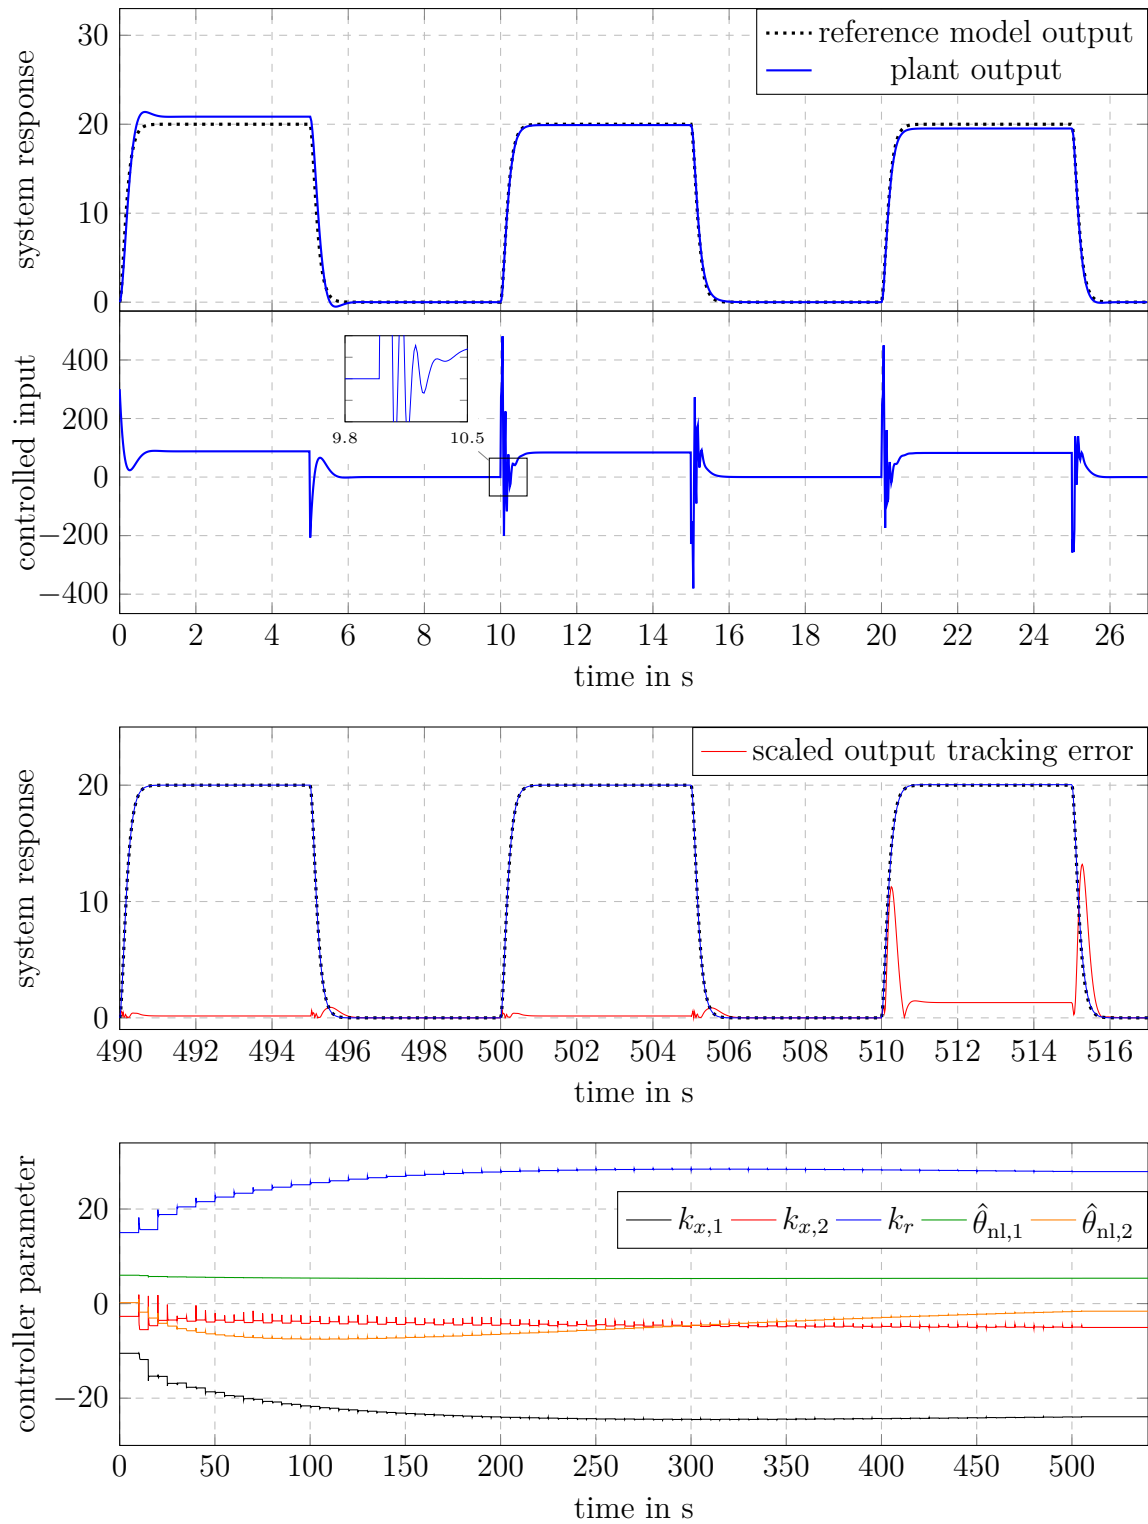 system response
30
20
10
0
reference model output
plant output
controlled input
400
200
0
−200
−400
9.8 10.5
0 2 4 6 8 10 12 14 16 18 20 22 24 26
time in s
system response
20
10
0
scaled output tracking error
490 492 494 496 498 500 502 504 506 508 510 512 514 516
time in s
controller parameter
20
0
−20
k_{x,1} k_{x,2} k_r θ̂_{nl,1} θ̂_{nl,2}
0 50 100 150 200 250 300 350 400 450 500
time in s